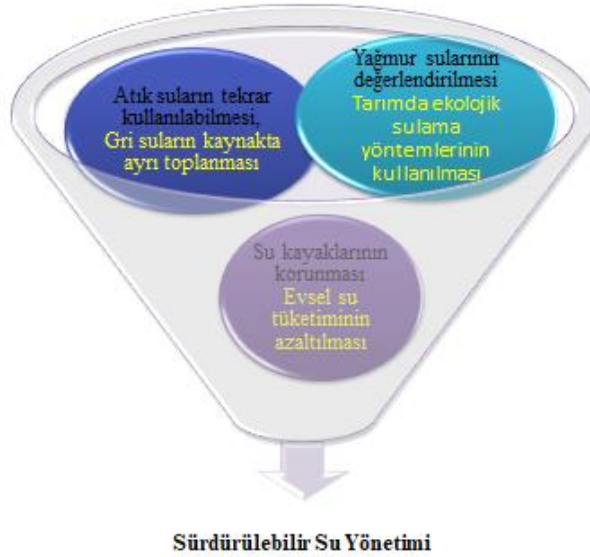 Atık suların tekrar
kullanılabilmesi,
Gri suların kaynakta
ayrı toplanması
Yağmur sularının
değerlendirilmesi
Tarımda ekolojik
sulama
yöntemlerinin
kullanılması
Su kayaklarının
korunması
Evsel su
tüketiminin
azaltılması
Sürdürülebilir Su Yönetimi